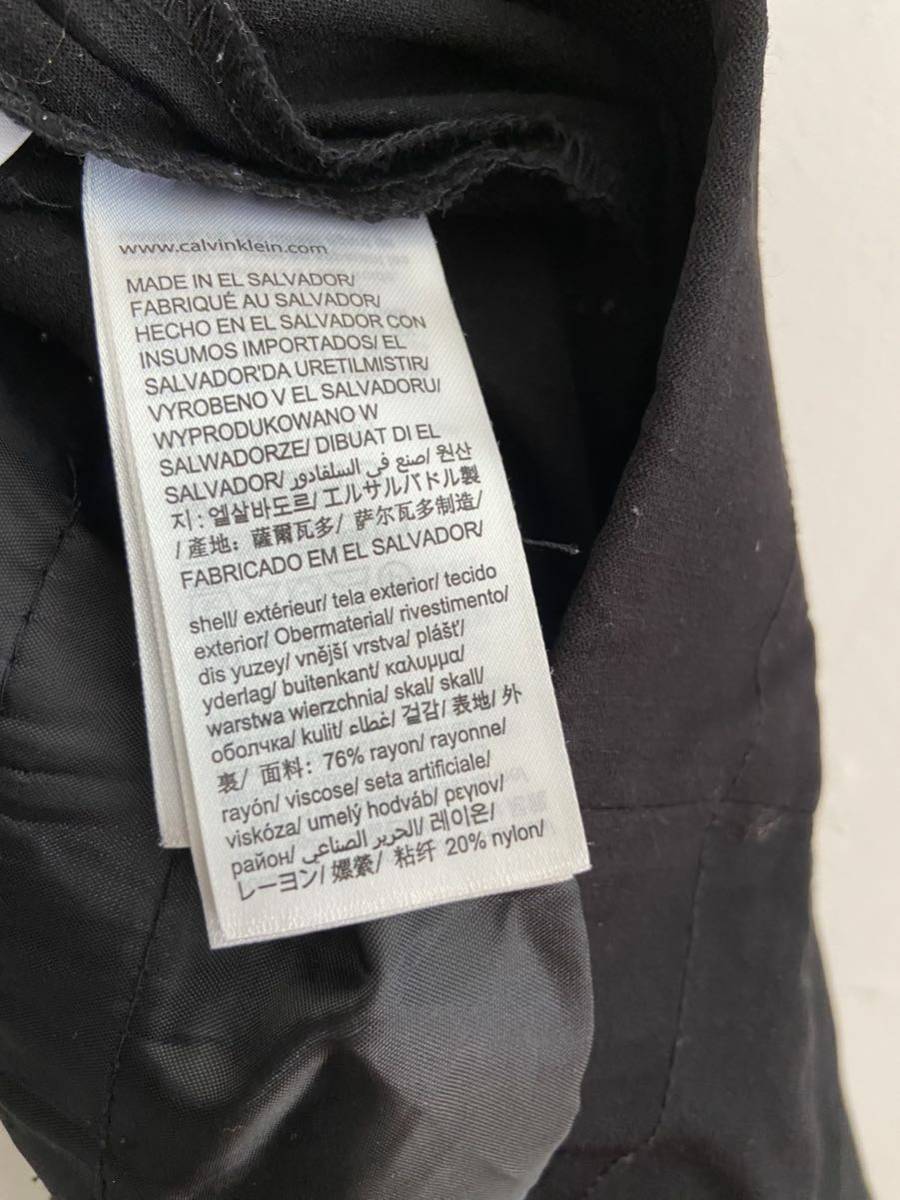 www.calvinklein.com
MADE IN EL SALVADOR/
FABRIQUÉ AU SALVADOR/
HECHO EN EL SALVADOR CON
INSUMOS IMPORTADOS/ EL
SALVADOR'DA URETILMISTIR/
VYROBENO V EL SALVADORU/
WYPRODUKOWANO W
SALWADORZE/ DIBUAT DI EL
SALVADOR/ صنع في السلفادور/ 원산
지 : 엘살바도르/ エルサルバドル製
/ 產地: 薩爾瓦多/ 萨尔瓦多制造/
FABRICADO EM EL SALVADOR/
shell/ extérieur/ tela exterior/ tecido
exterior/ Obermaterial/ rivestimento/
dis yuzey/ vnější vrstva/ plášť/
yderlag/ buitenkant/ καλυμμα/
warstwa wierzchnia/ skal/ skall/
оболчка/ kulit/ غطاء/ 겉감/ 表地/ 外
裏/ 面料: 76% rayon/ rayonne/
rayón/ viscose/ seta artificiale/
viskóza/ umelý hodváb/ ρεγιον/
район/ الحرير الصناعي/ 레이온/
レーヨン/ 嫘縈/ 粘纤 20% nylon/